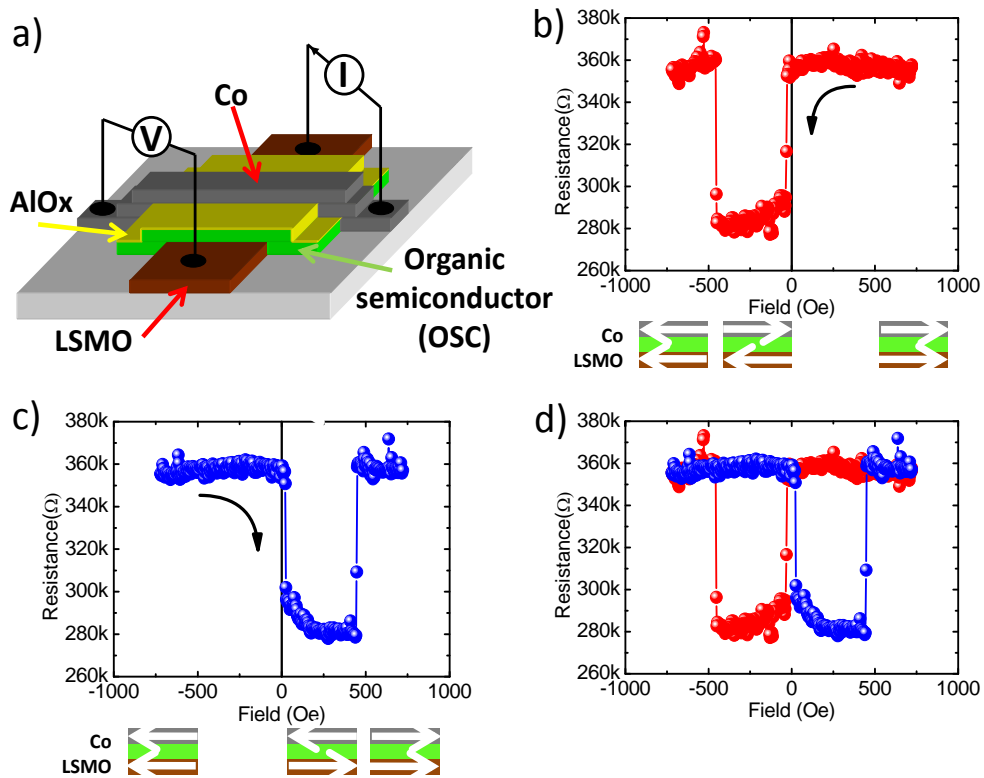 a)
Co
I
V
AlOx
LSMO
Organic
semiconductor
(OSC)
b)
380k
360k
340k
320k
300k
280k
260k
Resistance(Ω)
-1000 -500 0 500 1000
Field (Oe)
Co
LSMO
c)
380k
360k
340k
320k
300k
280k
260k
Resistance(Ω)
-1000 -500 0 500 1000
Field (Oe)
Co
LSMO
d)
380k
360k
340k
320k
300k
280k
260k
Resistance(Ω)
-1000 -500 0 500 1000
Field (Oe)